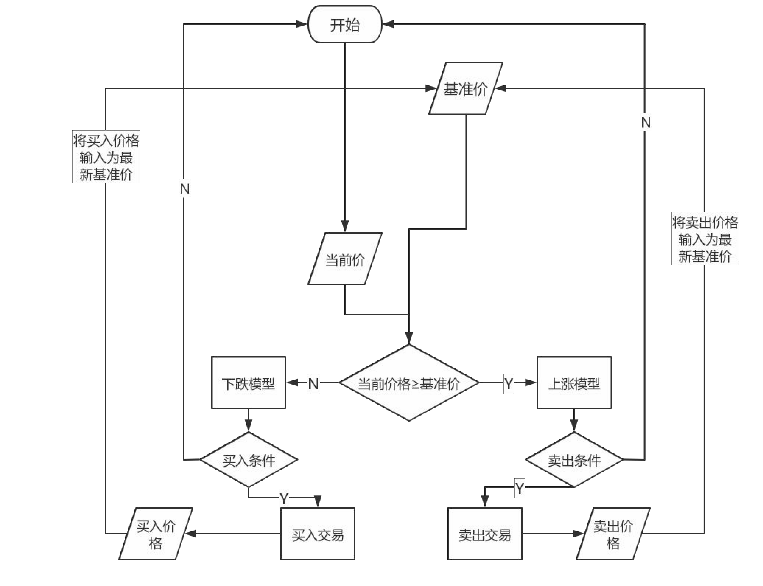 开始
基准价
N
将买入价格
输入为最
新基准价
N
将卖出价格
输入为最
新基准价
当前价
下跌模型
N
当前价格≥基准价
Y
上涨模型
买入条件
卖出条件
Y
Y
买入价
格
买入交易
卖出交易
卖出价
格